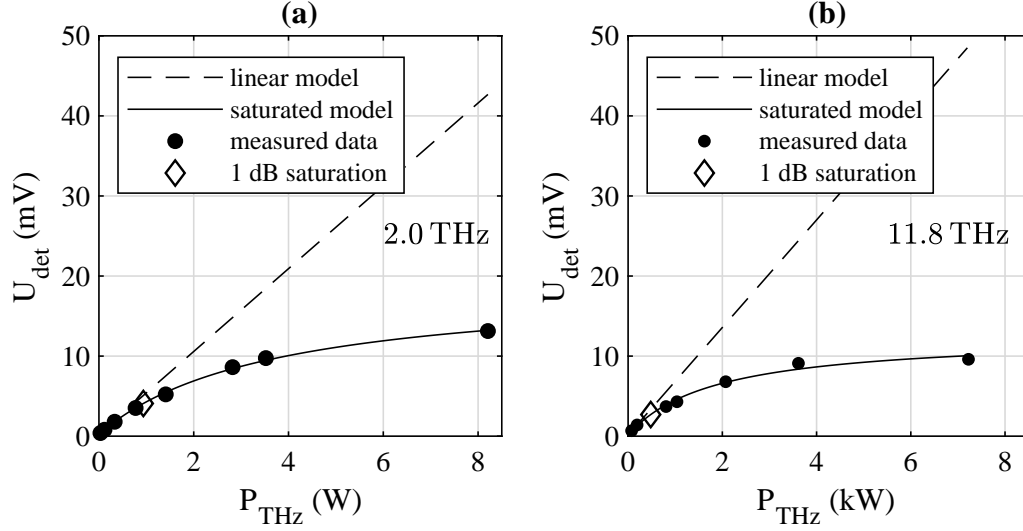 (a)
50
40
30
20
10
0
U_det (mV)
linear model
saturated model
measured data
1 dB saturation
2.0 THz
0 2 4 6 8
P_THz (W)
(b)
50
40
30
20
10
0
U_det (mV)
linear model
saturated model
measured data
1 dB saturation
11.8 THz
0 2 4 6 8
P_THz (kW)